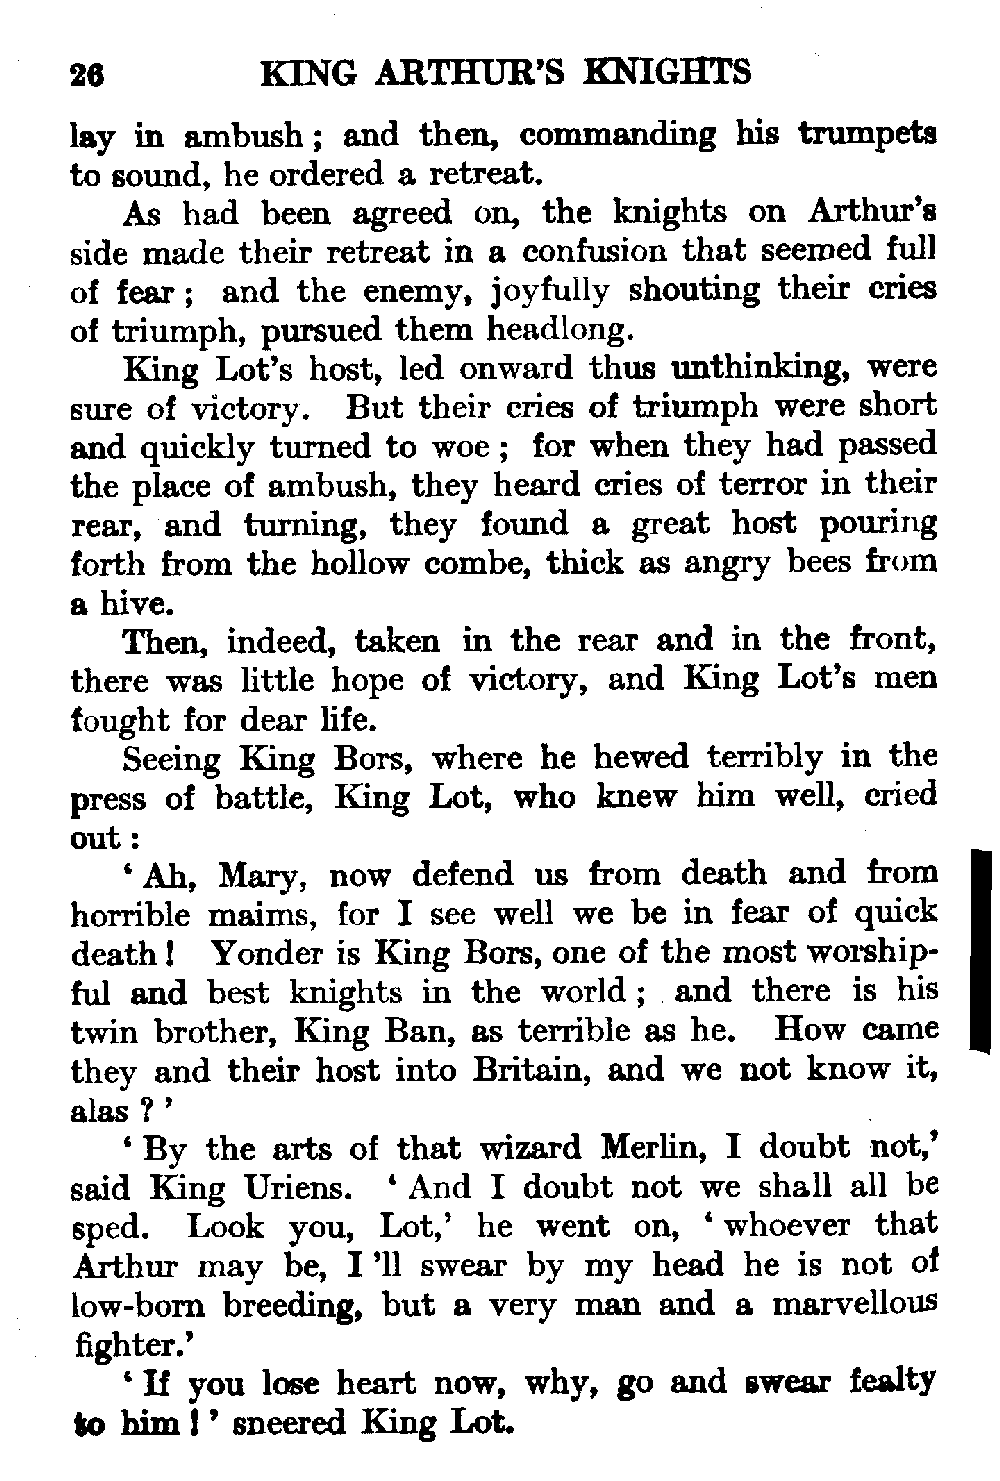 26 KING ARTHUR'S KNIGHTS
lay in ambush ; and then, commanding his trumpets
to sound, he ordered a retreat.
As had been agreed on, the knights on Arthur's
side made their retreat in a confusion that seemed full
of fear ; and the enemy, joyfully shouting their cries
of triumph, pursued them headlong.
King Lot's host, led onward thus unthinking, were
sure of victory. But their cries of triumph were short
and quickly turned to woe ; for when they had passed
the place of ambush, they heard cries of terror in their
rear, and turning, they found a great host pouring
forth from the hollow combe, thick as angry bees from
a hive.
Then, indeed, taken in the rear and in the front,
there was little hope of victory, and King Lot's men
fought for dear life.
Seeing King Bors, where he hewed terribly in the
press of battle, King Lot, who knew him well, cried
out :
‘ Ah, Mary, now defend us from death and from
horrible maims, for I see well we be in fear of quick
death ! Yonder is King Bors, one of the most worship-
ful and best knights in the world ; and there is his
twin brother, King Ban, as terrible as he. How came
they and their host into Britain, and we not know it,
alas ? ’
‘ By the arts of that wizard Merlin, I doubt not,’
said King Uriens. ‘ And I doubt not we shall all be
sped. Look you, Lot,’ he went on, ‘ whoever that
Arthur may be, I 'll swear by my head he is not of
low-born breeding, but a very man and a marvellous
fighter.’
‘ If you lose heart now, why, go and swear fealty
to him ! ’ sneered King Lot.